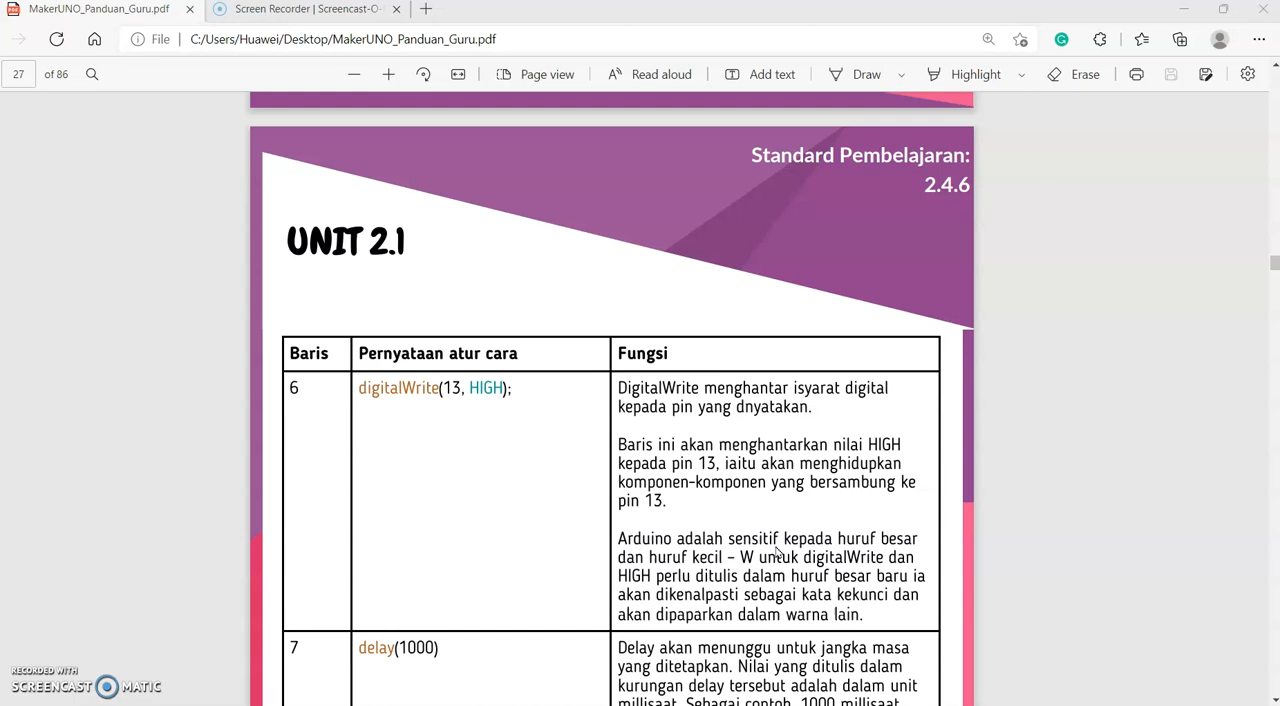 MakerUNO_Panduan_Guru.pdf
Screen Recorder | Screencast-O-
File
C:/Users/Huawei/Desktop/MakerUNO_Panduan_Guru.pdf
27 of 86
Page view
Read aloud
Add text
Draw
Highlight
Erase
Standard Pembelajaran:
2.4.6
UNIT 2.1
Baris Pernyataan atur cara Fungsi
6 digitalWrite(13, HIGH);
DigitalWrite menghantar isyarat digital
kepada pin yang dnyatakan.
Baris ini akan menghantarkan nilai HIGH
kepada pin 13, iaitu akan menghidupkan
komponen-komponen yang bersambung ke
pin 13.
Arduino adalah sensitif kepada huruf besar
dan huruf kecil – W untuk digitalWrite dan
HIGH perlu ditulis dalam huruf besar baru ia
akan dikenalpasti sebagai kata kekunci dan
akan dipaparkan dalam warna lain.
7 delay(1000)
Delay akan menunggu untuk jangka masa
yang ditetapkan. Nilai yang ditulis dalam
kurungan delay tersebut adalah dalam unit
millisaat. Sebagai contoh, 1000 millisaat
RECORDED WITH
SCREENCAST MATIC